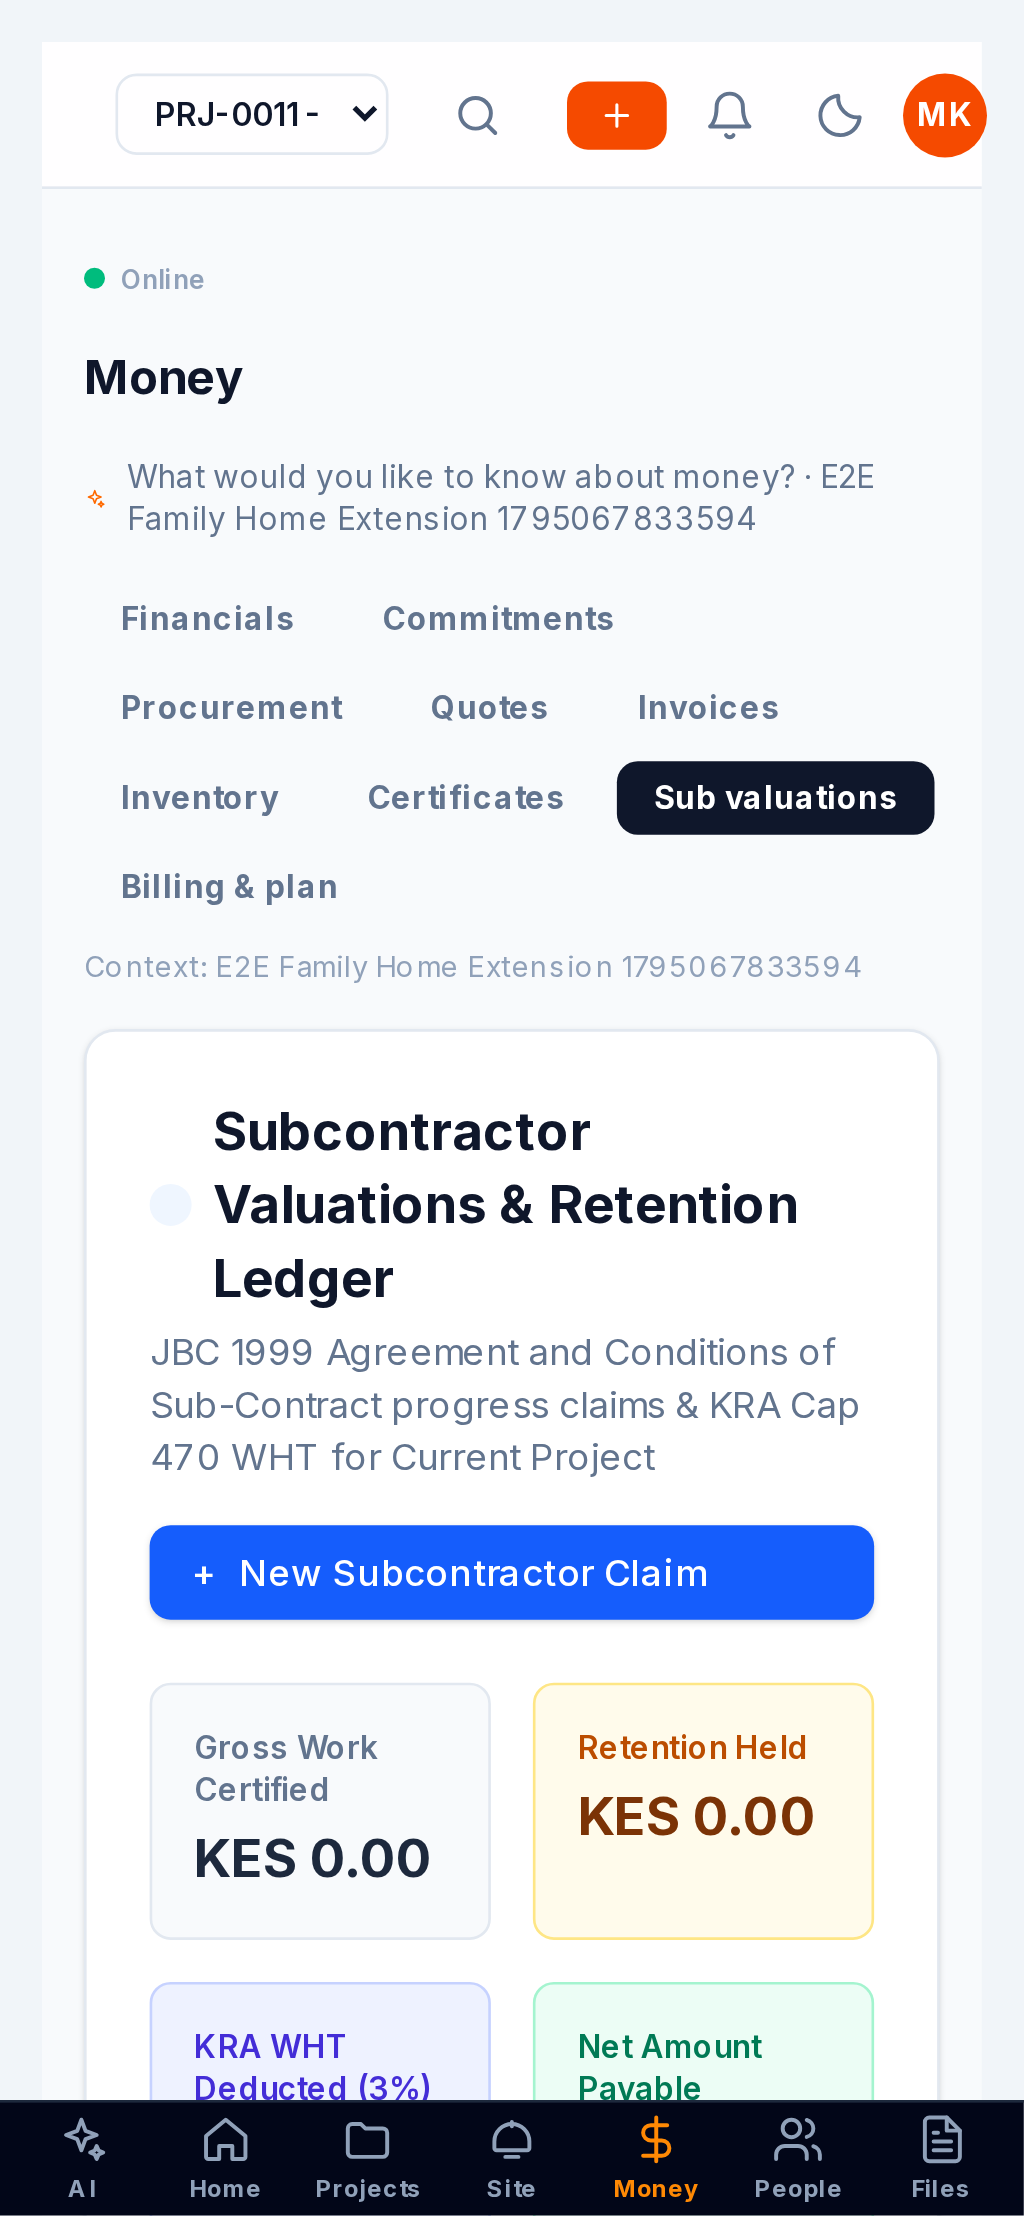 PRJ-0011 -
MK
Online
Money
What would you like to know about money? · E2E
Family Home Extension 1795067833594
Financials Commitments
Procurement Quotes Invoices
Inventory Certificates Sub valuations
Billing & plan
Context: E2E Family Home Extension 1795067833594
Subcontractor
Valuations & Retention
Ledger
JBC 1999 Agreement and Conditions of
Sub-Contract progress claims & KRA Cap
470 WHT for Current Project
+ New Subcontractor Claim
Gross Work
Certified
KES 0.00
Retention Held
KES 0.00
KRA WHT
Deducted (3%)
Net Amount
Payable
AI Home Projects Site Money People Files